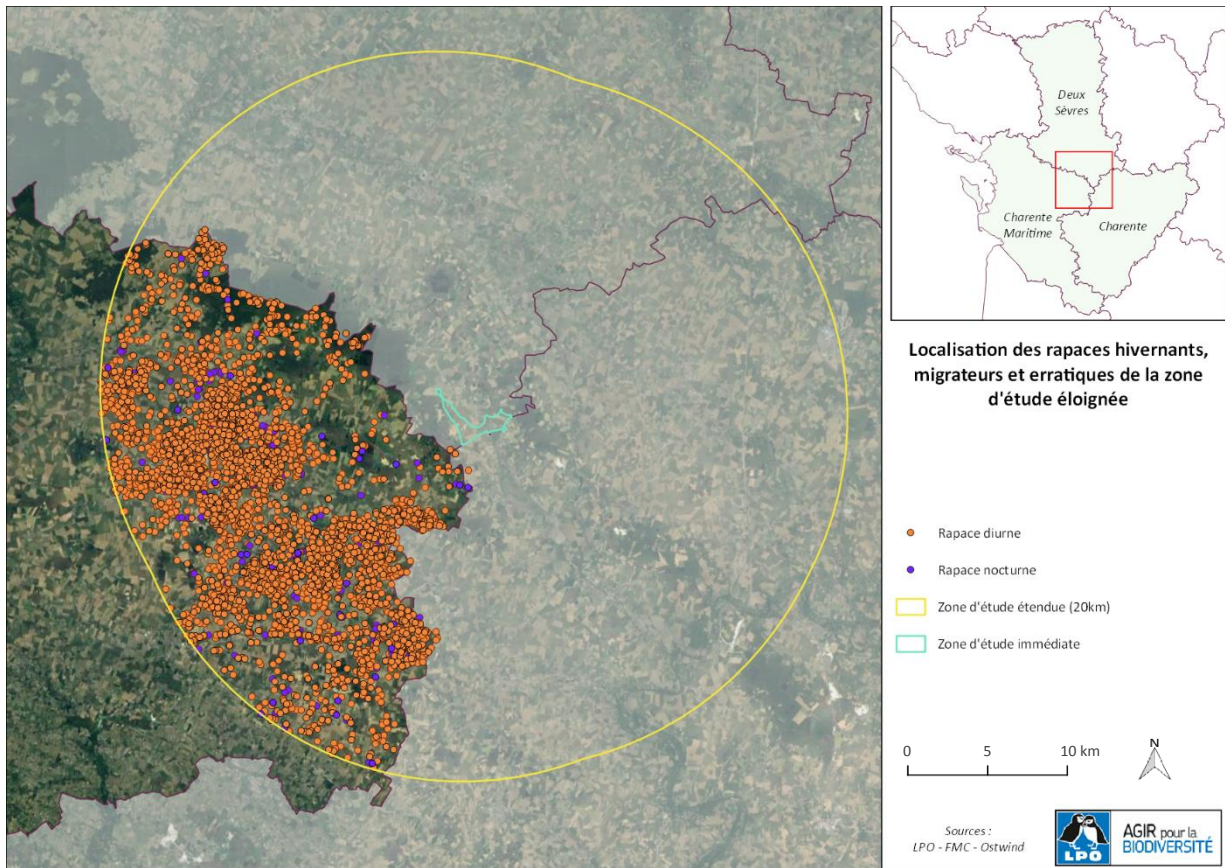 Deux
Sèvres
Charente
Maritime
Charente
Localisation des rapaces hivernants,
migrateurs et erratiques de la zone
d'étude éloignée
Rapace diurne
Rapace nocturne
Zone d'étude étendue (20km)
Zone d'étude immédiate
0 5 10 km
N
Sources :
LPO - FMC - Ostwind
LPO
AGIR pour la
BIODIVERSITÉ